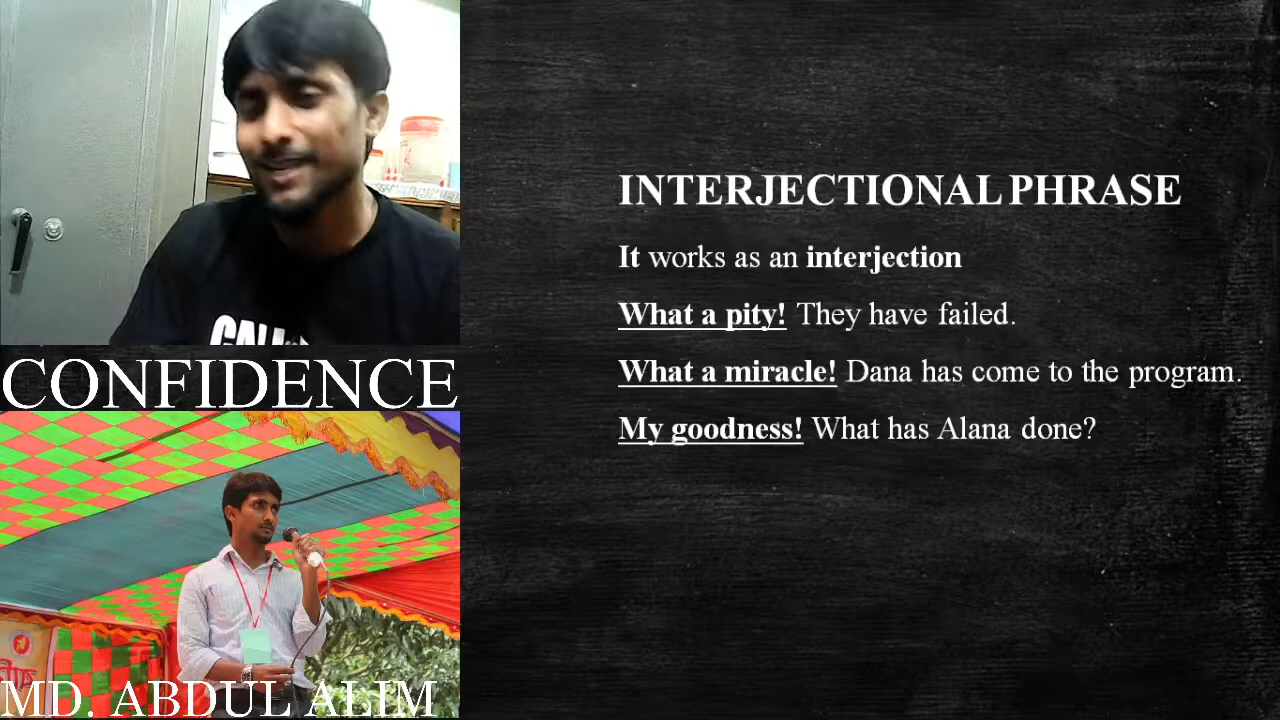 INTERJECTIONAL PHRASE
It works as an interjection
What a pity! They have failed.
What a miracle! Dana has come to the program.
My goodness! What has Alana done?
CONFIDENCE
MD. ABDUL ALIM